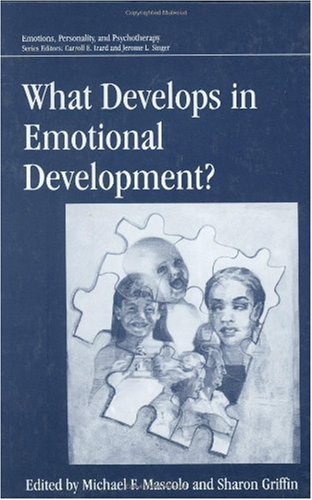 Emotions, Personality, and Psychotherapy
Series Editors: Carroll E. Izard and Jerome L. Singer
What Develops in
Emotional
Development?
Edited by Michael F. Mascolo and Sharon Griffin